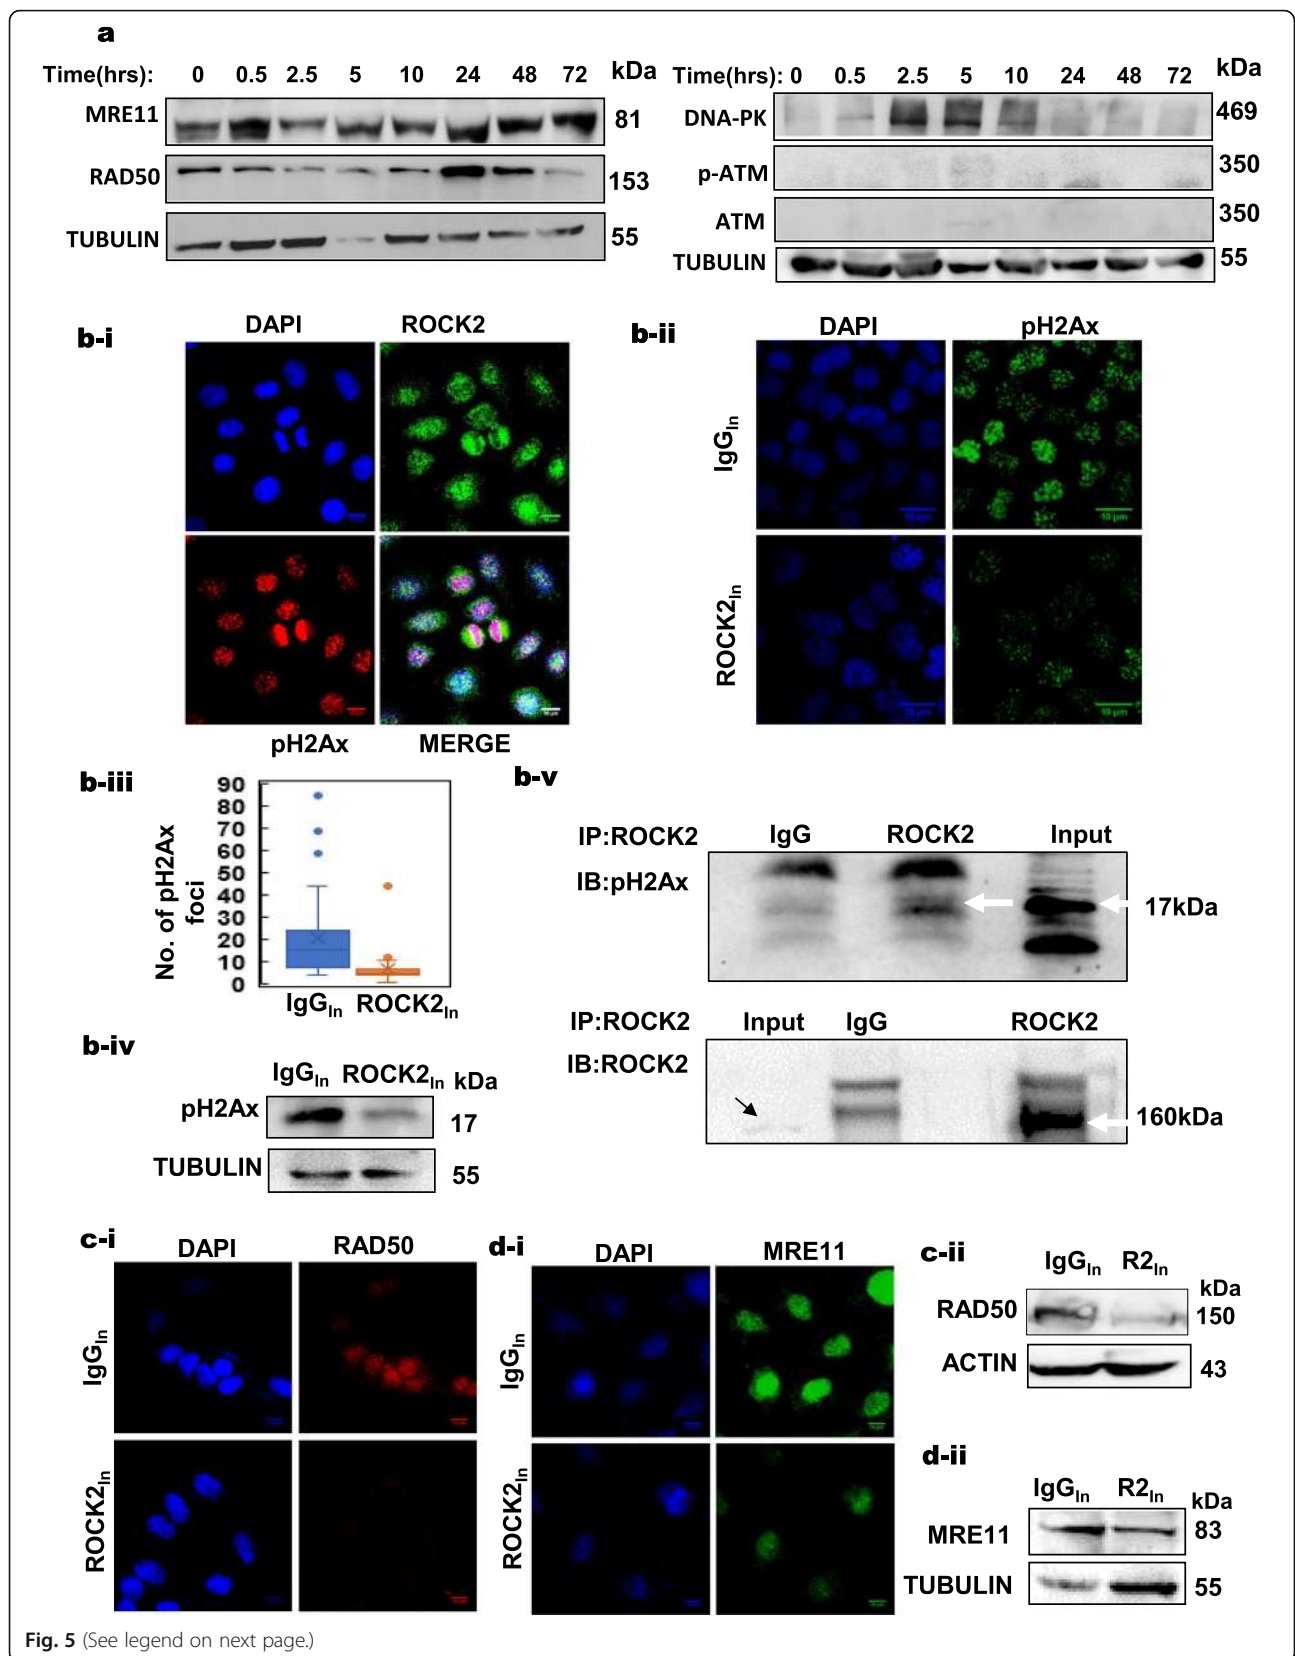 a
Time(hrs): 0 0.5 2.5 5 10 24 48 72 kDa
MRE11 81
RAD50 153
TUBULIN 55
Time(hrs): 0 0.5 2.5 5 10 24 48 72 kDa
DNA-PK 469
p-ATM 350
ATM 350
TUBULIN 55
b-i
DAPI ROCK2
pH2Ax MERGE
b-ii
DAPI pH2Ax
IgGIn
10 µm
ROCK2In
10 µm
b-iii
No. of pH2Ax
foci
90
80
70
60
50
40
30
20
10
0
IgGIn ROCK2In
b-iv
IgGIn ROCK2In kDa
pH2Ax 17
TUBULIN 55
b-v
IP:ROCK2 IgG ROCK2 Input
IB:pH2Ax
17kDa
IP:ROCK2 Input IgG ROCK2
IB:ROCK2
160kDa
c-i
DAPI RAD50
IgGIn
ROCK2In
d-i
DAPI MRE11
IgGIn
ROCK2In
c-ii
IgGIn R2In
kDa
RAD50 150
ACTIN 43
d-ii
IgGIn R2In kDa
MRE11 83
TUBULIN 55
Fig. 5 (See legend on next page.)